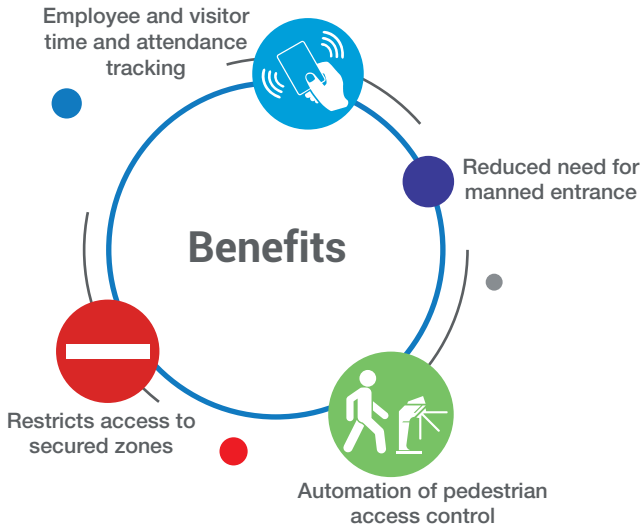 Employee and visitor
time and attendance
tracking
Reduced need for
manned entrance
Benefits
Restricts access to
secured zones
Automation of pedestrian
access control